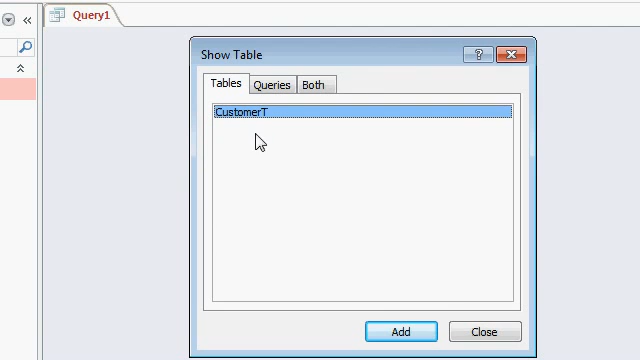 Query1
Show Table
?
Tables Queries Both
CustomerT
Add Close